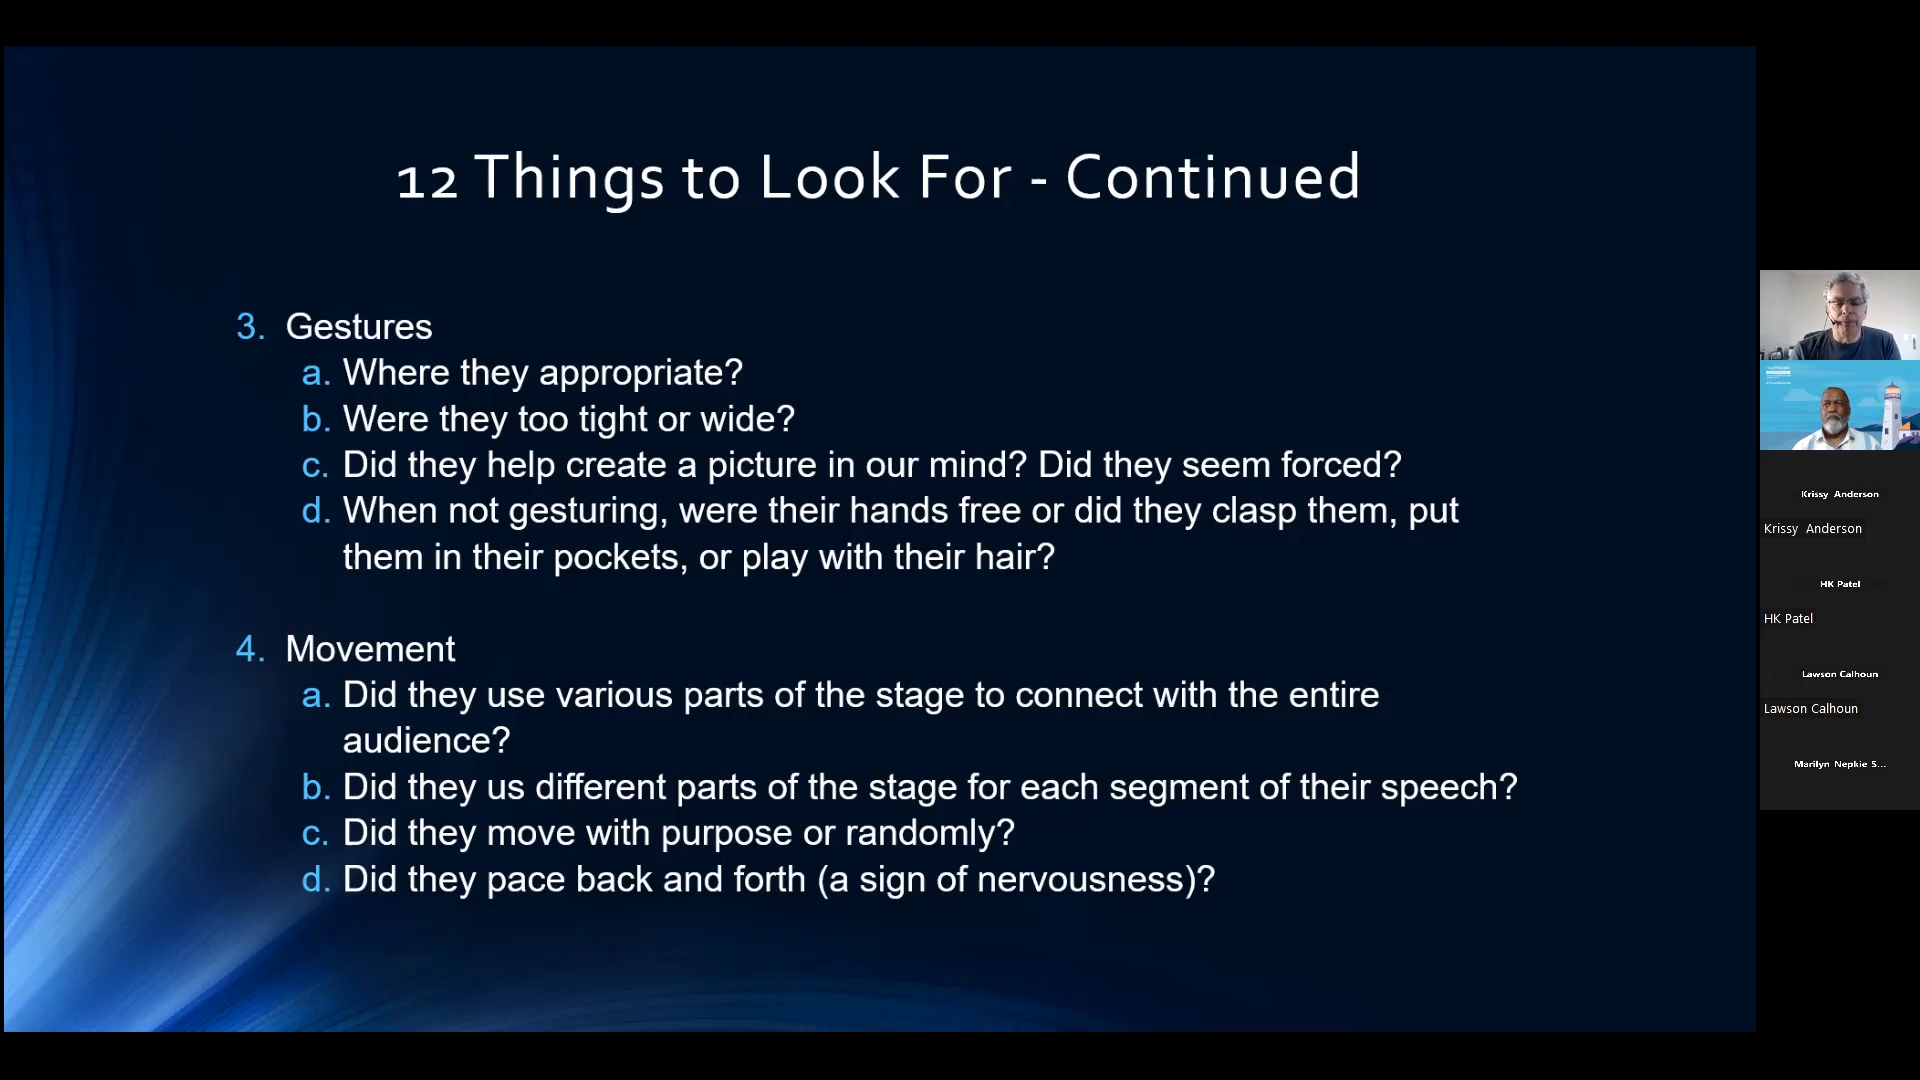 12 Things to Look For - Continued
3. Gestures
a. Where they appropriate?
b. Were they too tight or wide?
c. Did they help create a picture in our mind? Did they seem forced?
d. When not gesturing, were their hands free or did they clasp them, put
them in their pockets, or play with their hair?
4. Movement
a. Did they use various parts of the stage to connect with the entire
audience?
b. Did they us different parts of the stage for each segment of their speech?
c. Did they move with purpose or randomly?
d. Did they pace back and forth (a sign of nervousness)?
Krissy Anderson
Krissy Anderson
HK Patel
HK Patel
Lawson Calhoun
Lawson Calhoun
Marilyn Nepkie S...